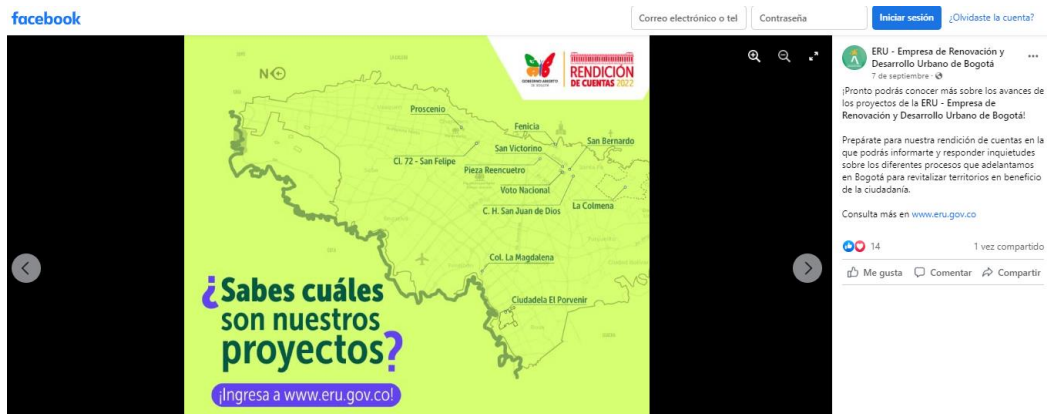 facebook
Correo electrónico o tel
Contraseña
Iniciar sesión
¿Olvidaste la cuenta?
N
RENDICIÓN
DE CUENTAS 2022
Proscenio
Fenicia
San Bernardo
San Victorino
Cl. 72 - San Felipe
Pieza Reencuetro
Voto Nacional
La Colmena
C. H. San Juan de Dios
Col. La Magdalena
Ciudadela El Porvenir
¿Sabes cuáles
son nuestros
proyectos?
¡Ingresa a www.eru.gov.co!
ERU - Empresa de Renovación y
Desarrollo Urbano de Bogotá
7 de septiembre ·
¡Pronto podrás conocer más sobre los avances de
los proyectos de la ERU - Empresa de
Renovación y Desarrollo Urbano de Bogotá!
Prepárate para nuestra rendición de cuentas en la
que podrás informarte y responder inquietudes
sobre los diferentes procesos que adelantamos
en Bogotá para revitalizar territorios en beneficio
de la ciudadanía.
Consulta más en www.eru.gov.co
14
1 vez compartido
Me gusta
Comentar
Compartir